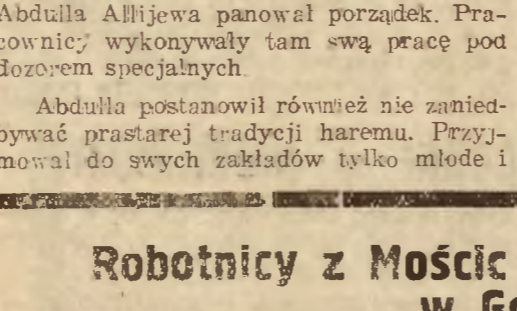 Abdulla Allijewa panował porządek. Pra-
cownicy wykonywały tam swą pracę pod
dozorem specjalnych
Abdulla postanowił również nie zanied-
bywać prastarej tradycji haremu. Przyj-
mował do swych zakładów tylko młode i
Robotnicy z Mościc
w Go